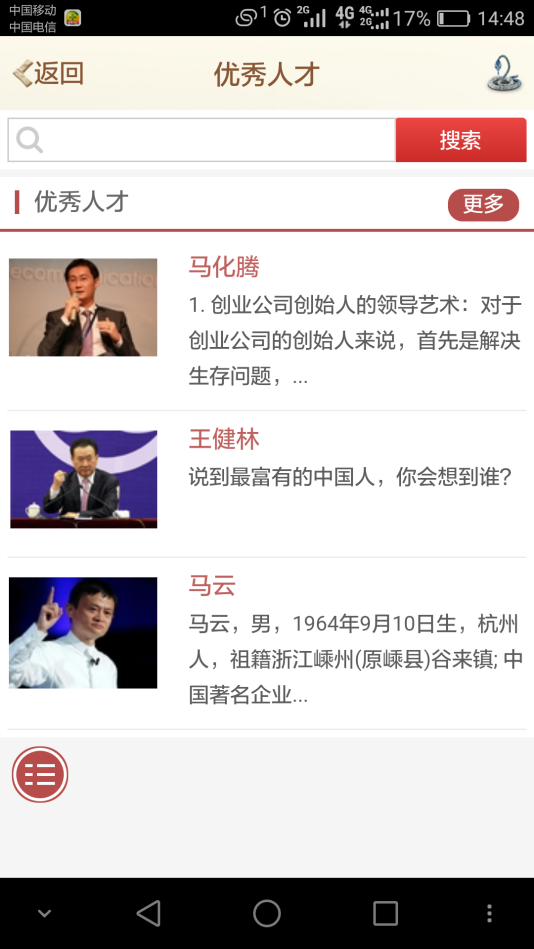 中国移动
中国电信
1 2G 4G 4G 2G 17% 14:48
返回 优秀人才
搜索
优秀人才 更多
马化腾
1. 创业公司创始人的领导艺术：对于
创业公司的创始人来说，首先是解决
生存问题，...
王健林
说到最富有的中国人，你会想到谁？
马云
马云，男，1964年9月10日生，杭州
人，祖籍浙江嵊州(原嵊县)谷来镇; 中
国著名企业...